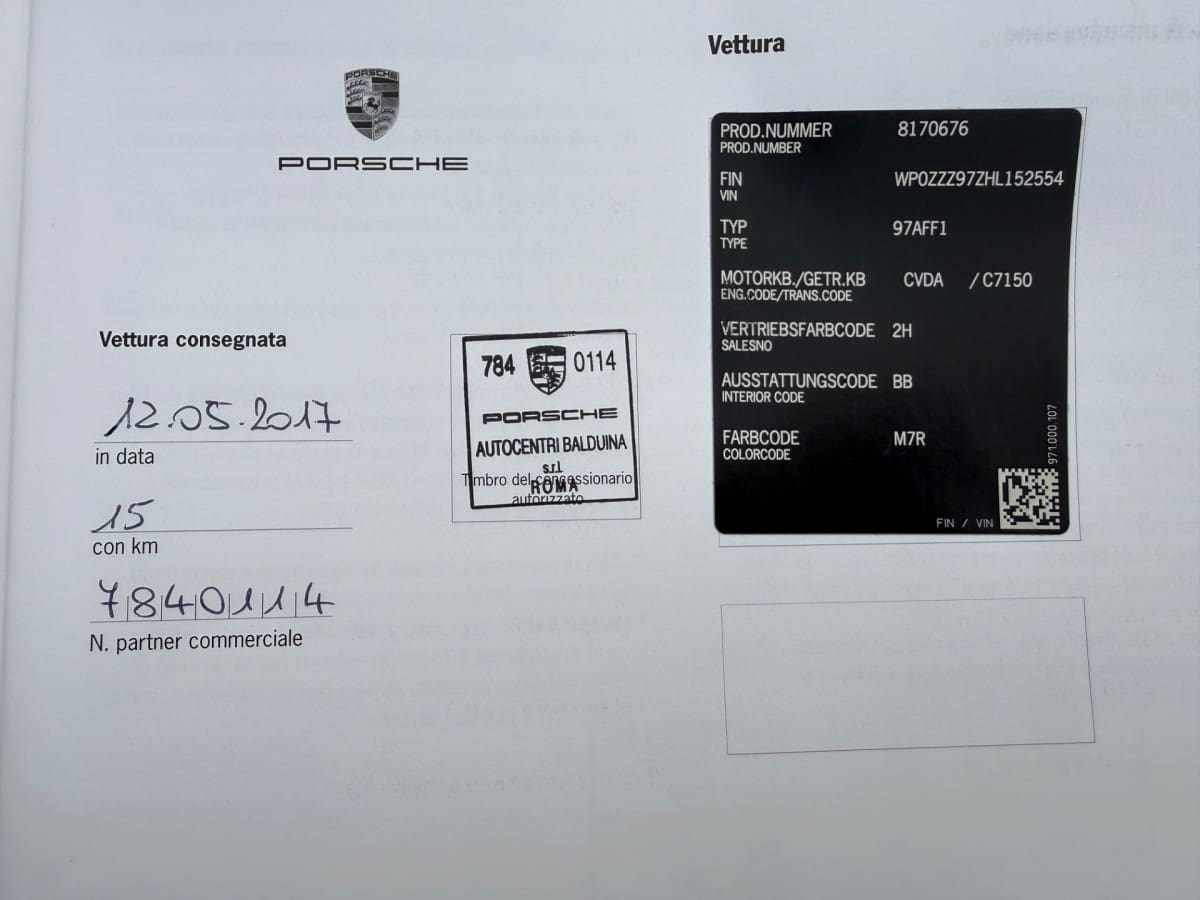 PORSCHE
PORSCHE
Vettura consegnata
12.05.2017
in data
15
con km
7840114
N. partner commerciale
784 0114
PORSCHE
AUTOCENTRI BALDUINA
s.r.l
ROMA
Timbro del concessionario
autorizzato
Vettura
PROD.NUMMER 8170676
PROD.NUMBER
FIN WP0ZZZ97ZHL152554
VIN
TYP 97AFF1
TYPE
MOTORKB./GETR.KB CVDA /C7150
ENG.CODE/TRANS.CODE
VERTRIEBSFARBCODE 2H
SALESNO
AUSSTATTUNGSCODE BB
INTERIOR CODE
FARBCODE M7R
COLORCODE
971.000.107
FIN / VIN